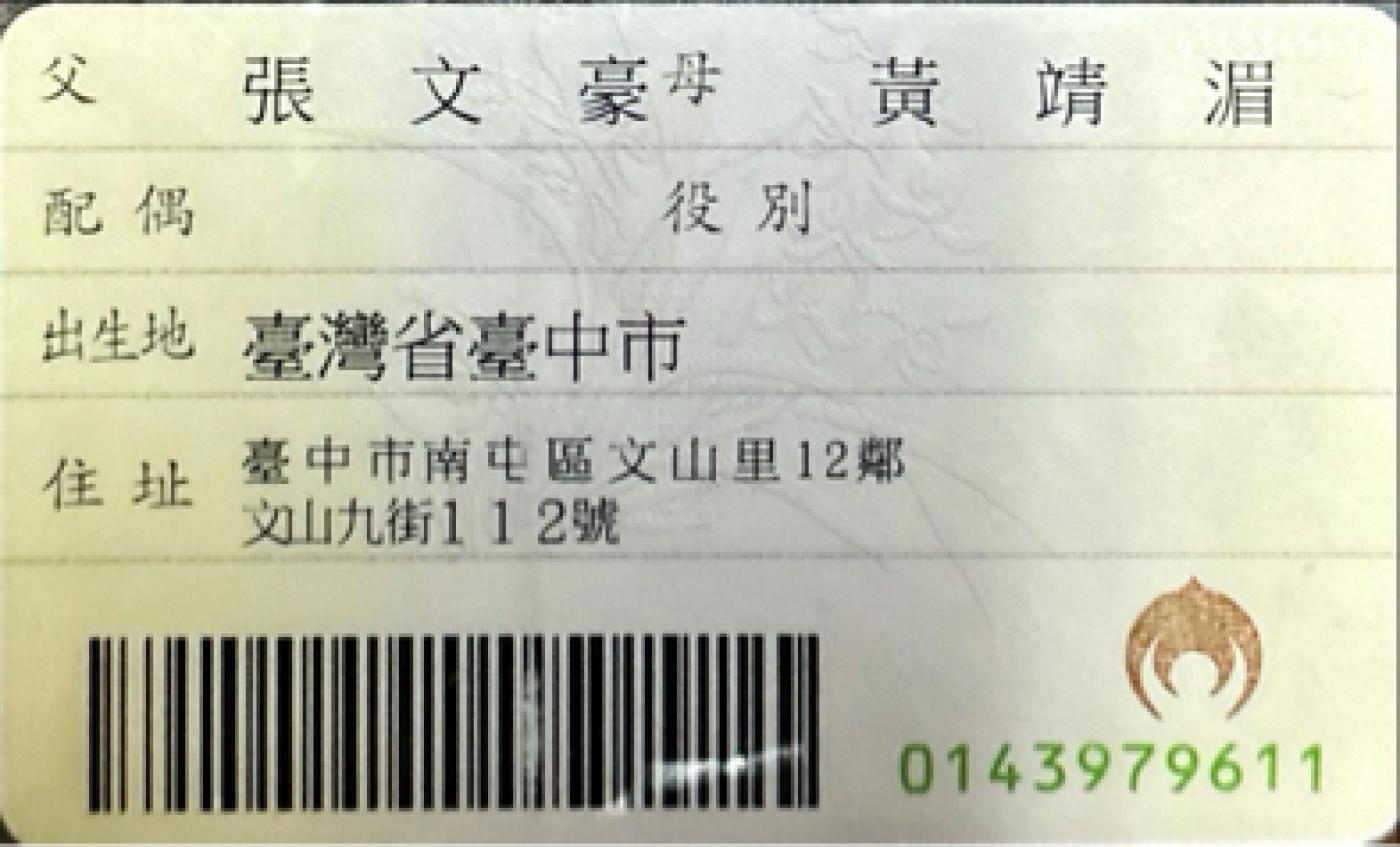 父 張文豪 母 黃靖湄
配偶 役別
出生地 臺灣省臺中市
住址 臺中市南屯區文山里12鄰
文山九街112號
0143979611